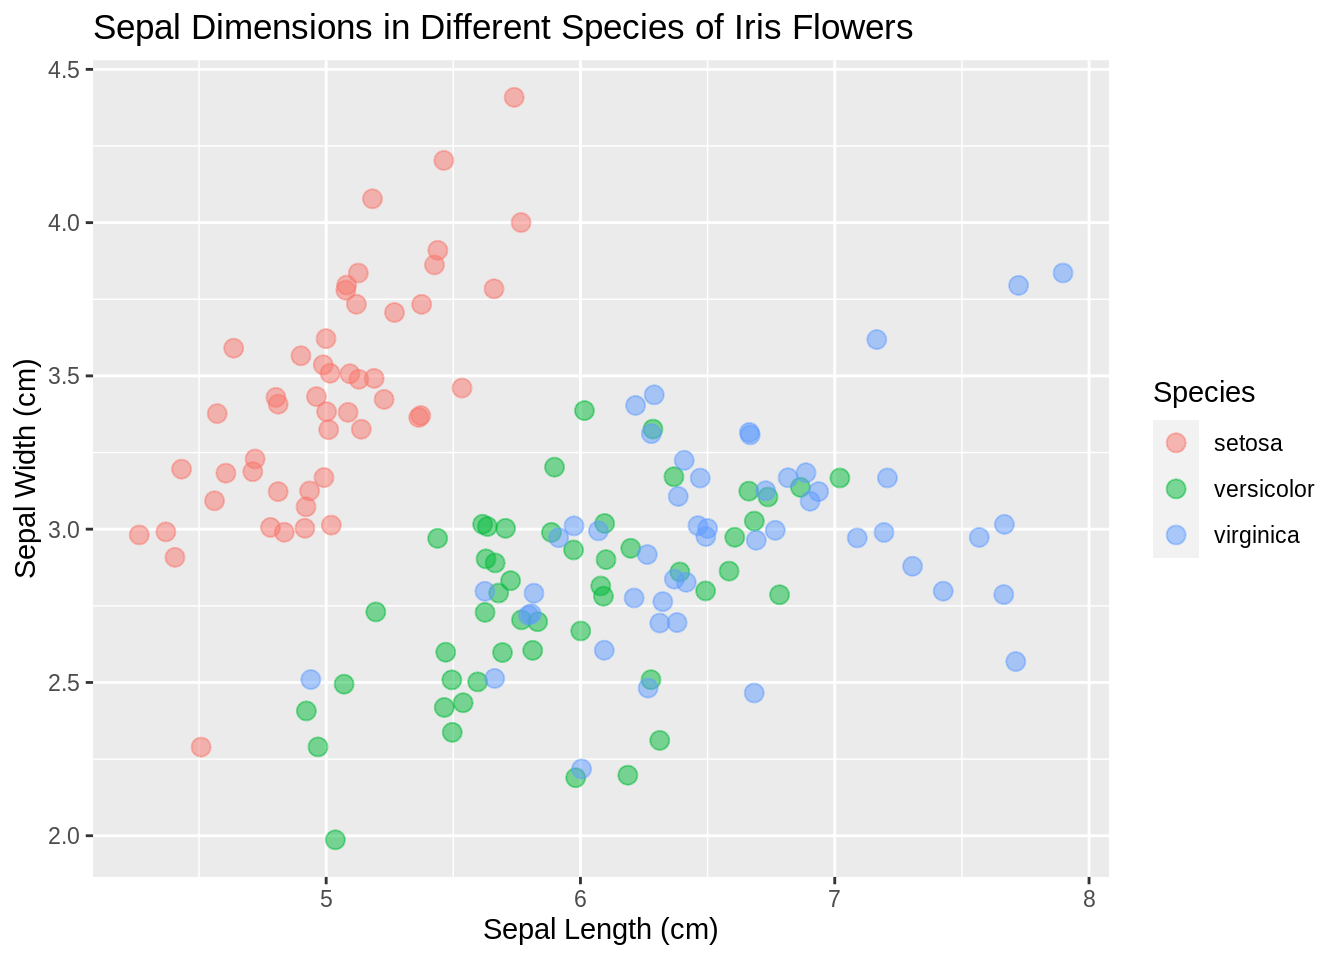 Sepal Dimensions in Different Species of Iris Flowers
4.5
4.0
3.5
3.0
2.5
2.0
Sepal Width (cm)
5 6 7 8
Sepal Length (cm)
Species
setosa
versicolor
virginica